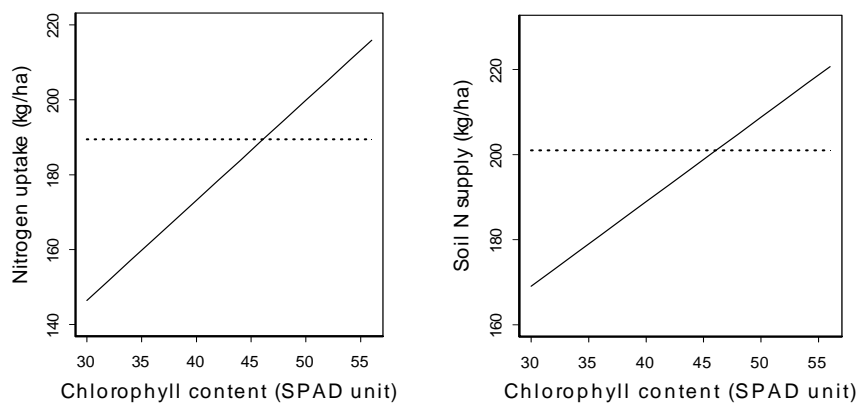 Nitrogen uptake (kg/ha)
220
200
180
160
140
30 35 40 45 50 55
Chlorophyll content (SPAD unit)
Soil N supply (kg/ha)
220
200
180
160
30 35 40 45 50 55
Chlorophyll content (SPAD unit)